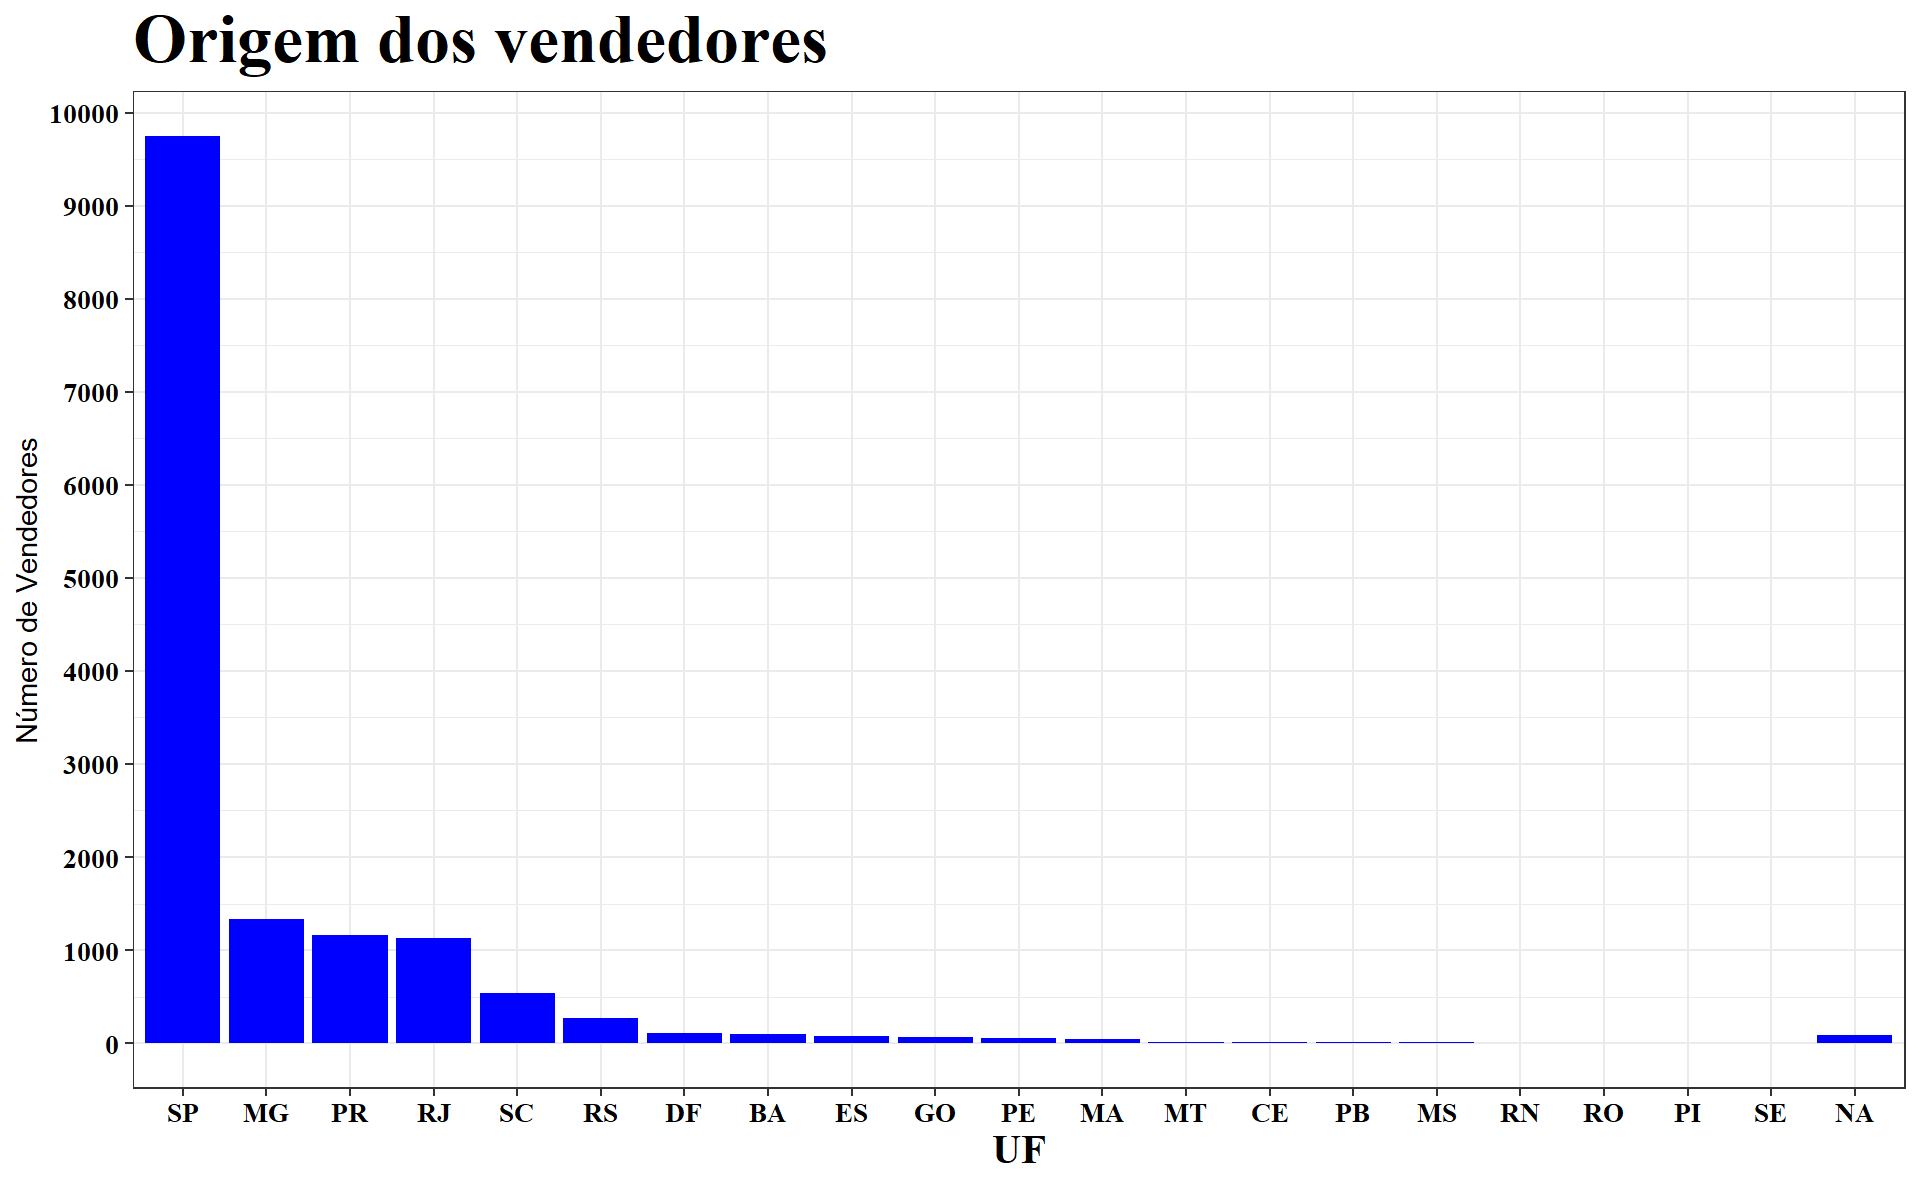 Origem dos vendedores
10000
9000
8000
7000
6000
5000
4000
3000
2000
1000
0
Número de Vendedores
SP MG PR RJ SC RS DF BA ES GO PE MA MT CE PB MS RN RO PI SE NA
UF